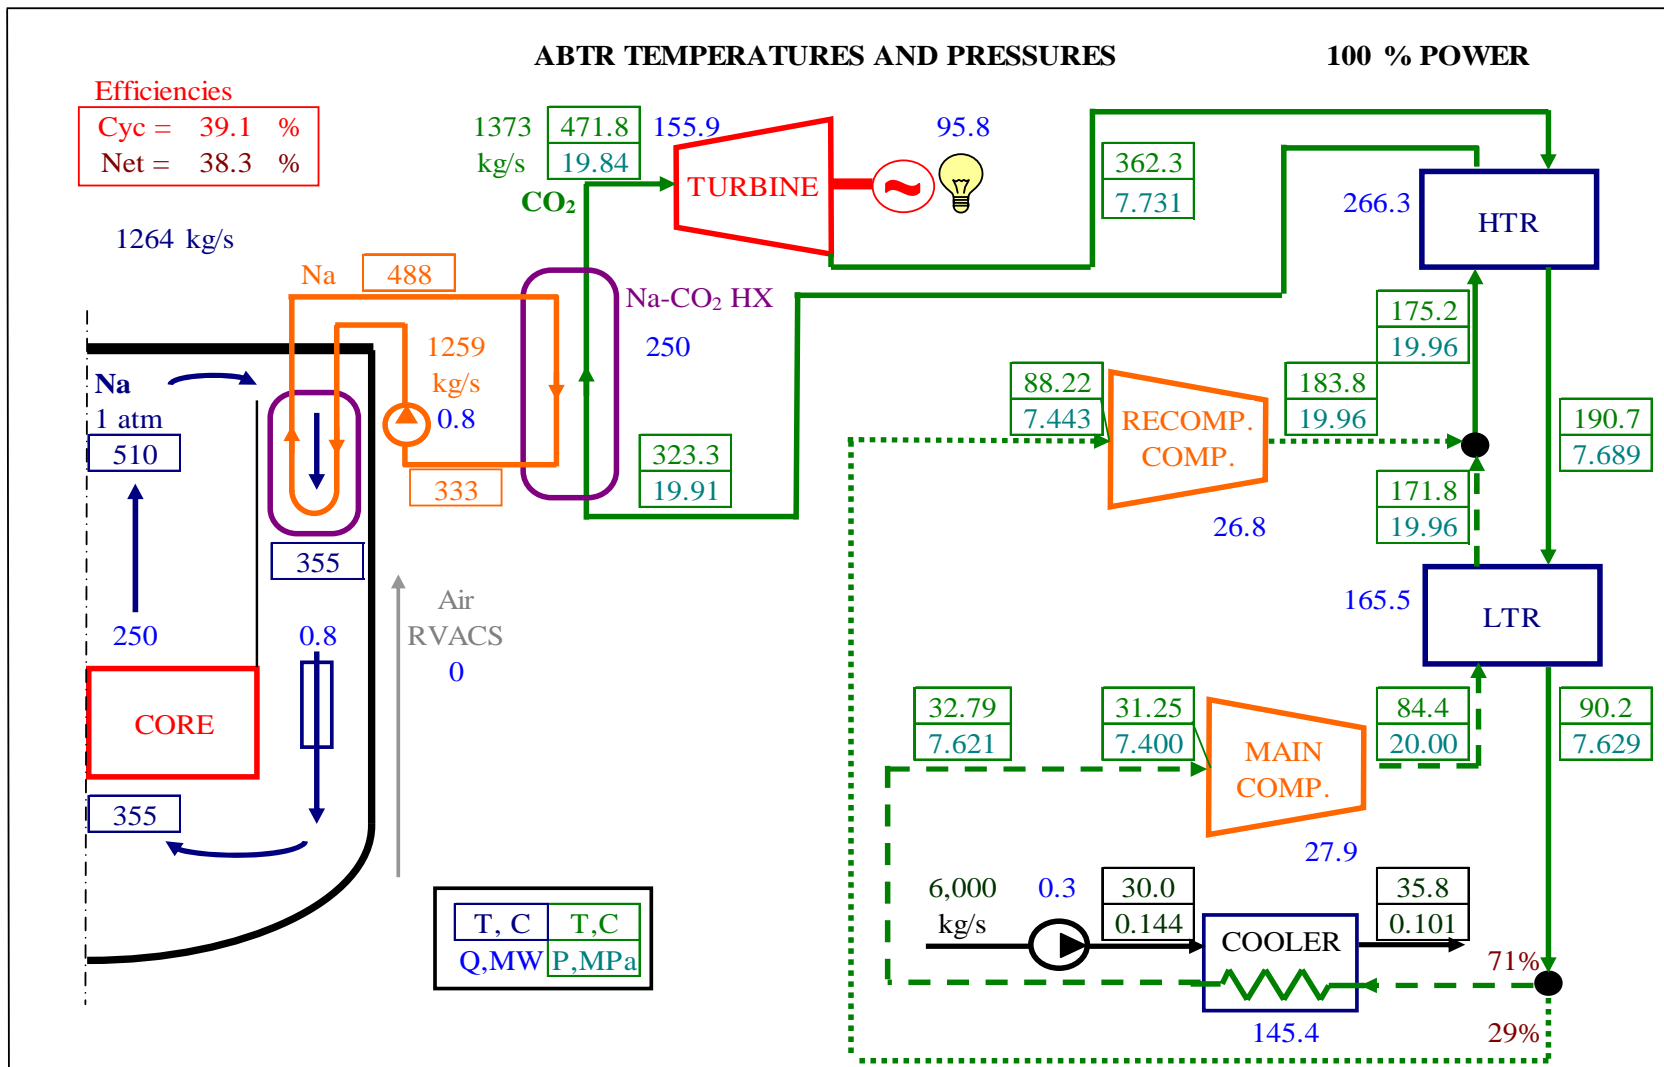 ABTR TEMPERATURES AND PRESSURES
100 % POWER
Efficiencies
Cyc = 39.1 %
Net = 38.3 %
1264 kg/s
1373
kg/s
471.8
19.84
CO₂
155.9
TURBINE
~
95.8
362.3
7.731
266.3
HTR
Na
488
Na-CO₂ HX
250
1259
kg/s
0.8
333
323.3
19.91
Na
1 atm
510
355
250
0.8
Air
RVACS
0
CORE
355
175.2
19.96
88.22
7.443
RECOMP.
COMP.
183.8
19.96
26.8
171.8
19.96
190.7
7.689
165.5
LTR
32.79
7.621
31.25
7.400
MAIN
COMP.
84.4
20.00
90.2
7.629
27.9
6,000
kg/s
0.3
30.0
0.144
COOLER
35.8
0.101
145.4
71%
29%
T, C T,C
Q,MW P,MPa